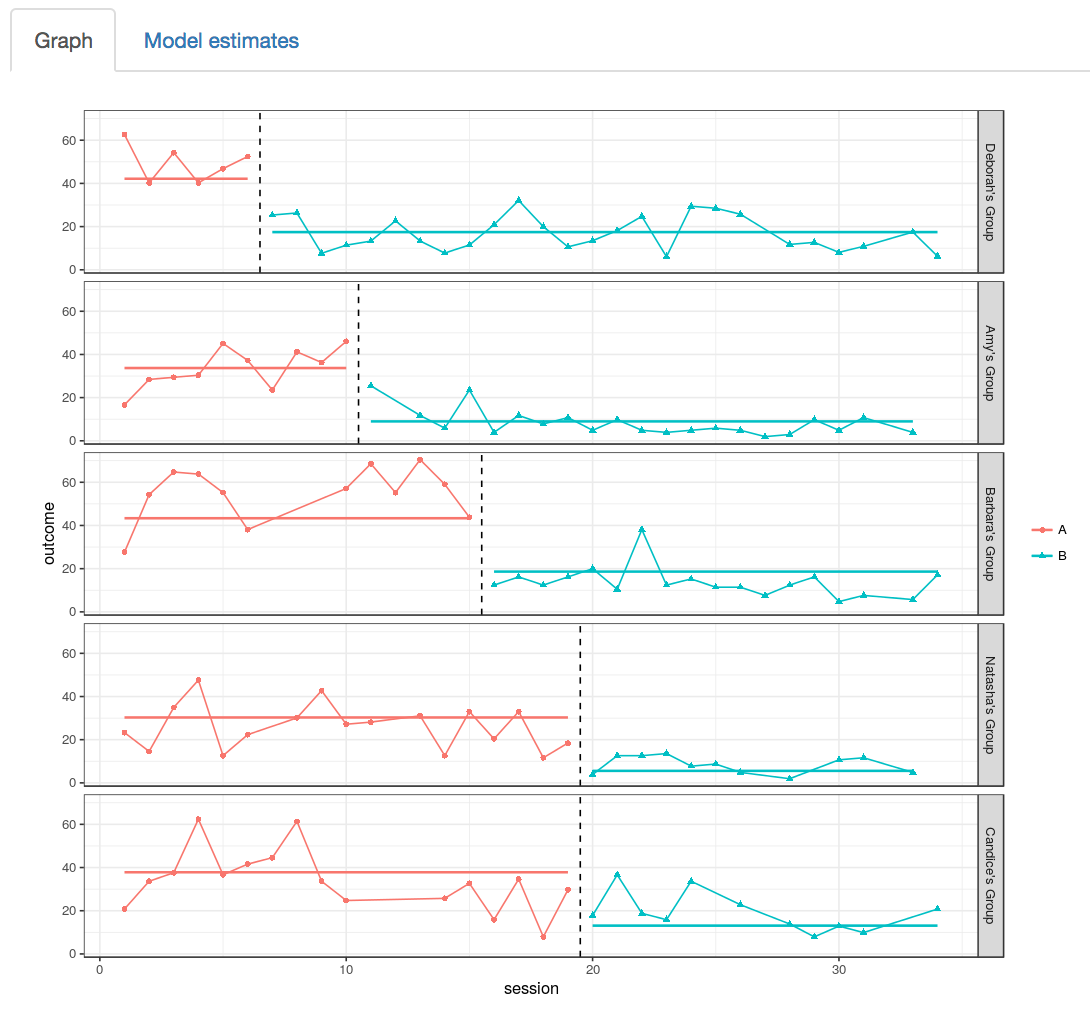 Graph
Model estimates
60
40
20
0
Deborah's Group
60
40
20
0
Amy's Group
60
40
20
0
Barbara's Group
60
40
20
0
Natasha's Group
60
40
20
0
Candice's Group
0
10
20
30
session
outcome
A
B